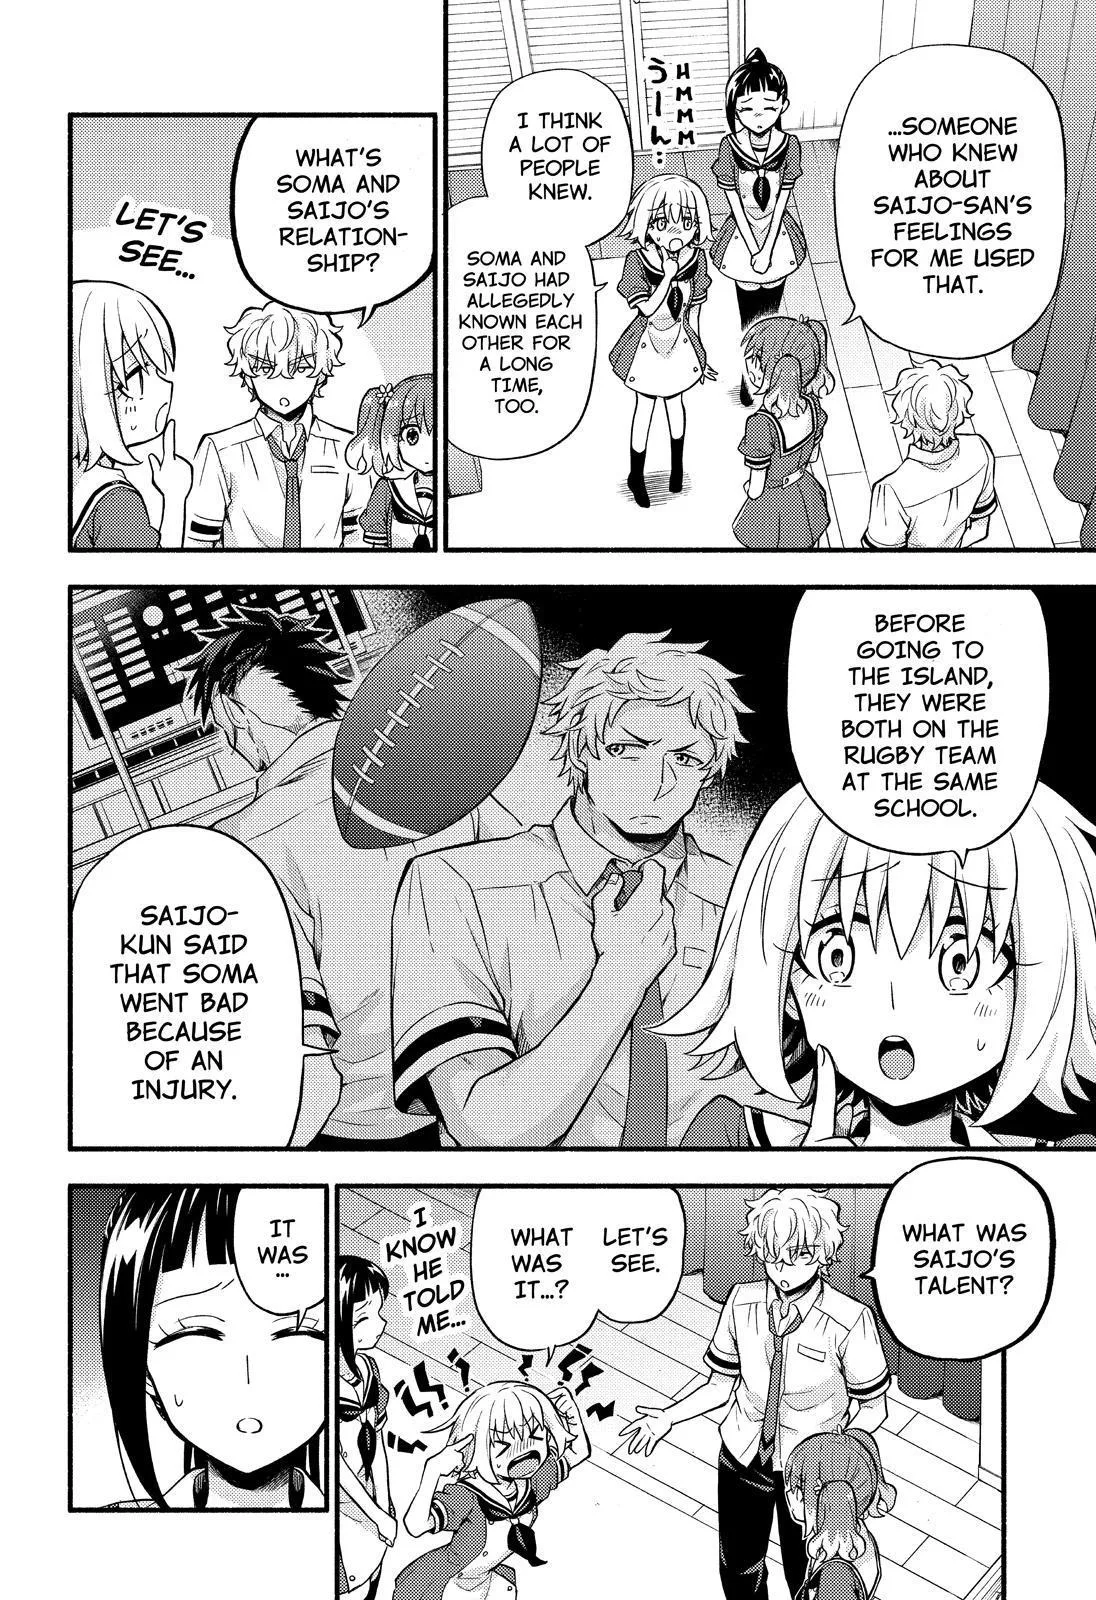 ...SOMEONE
WHO KNEW
ABOUT
SAIJO-SAN'S
FEELINGS
FOR ME USED
THAT.
HMMM
うーん…
I THINK
A LOT OF
PEOPLE
KNEW.
SOMA AND
SAIJO HAD
ALLEGEDLY
KNOWN EACH
OTHER FOR
A LONG
TIME,
TOO.
WHAT'S
SOMA AND
SAIJO'S
RELATION-
SHIP?
LET'S
SEE...
BEFORE
GOING TO
THE ISLAND,
THEY WERE
BOTH ON THE
RUGBY TEAM
AT THE SAME
SCHOOL.
SAIJO-
KUN SAID
THAT SOMA
WENT BAD
BECAUSE
OF AN
INJURY.
WHAT WAS
SAIJO'S
TALENT?
LET'S
SEE.
WHAT
WAS
IT...?
I
KNOW
HE
TOLD
ME...
IT
WAS
...